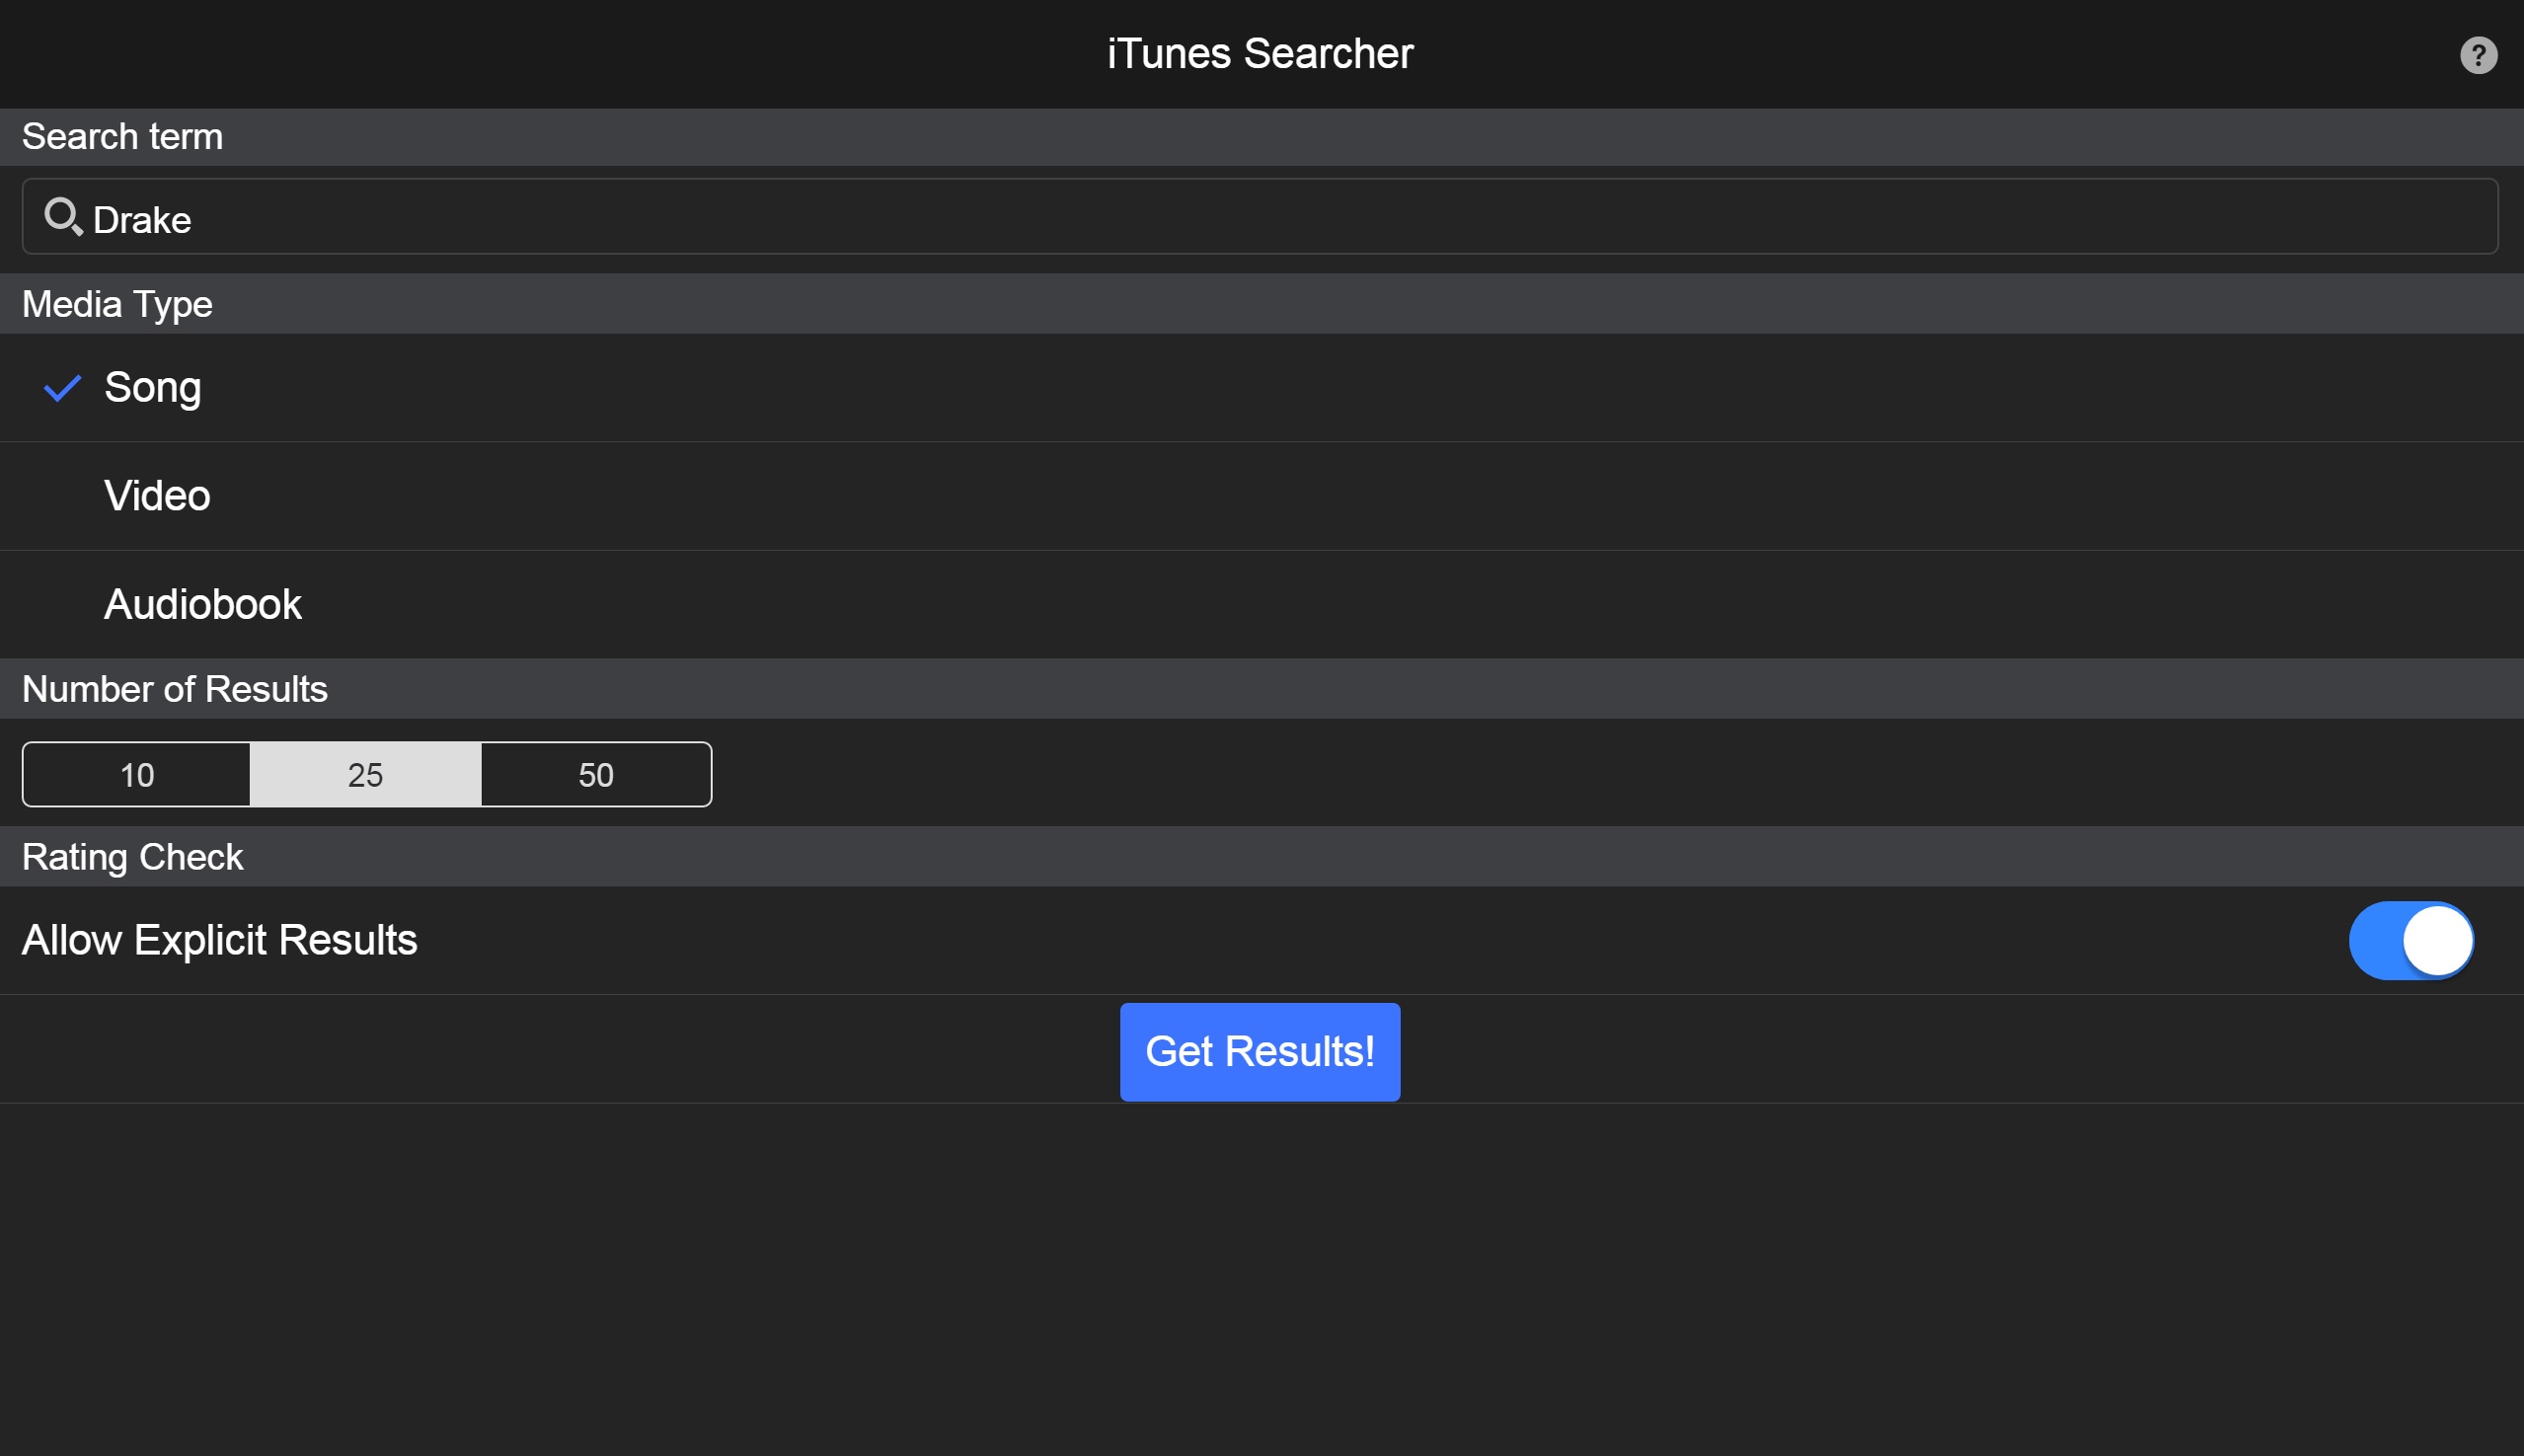 iTunes Searcher
?
Search term
Drake
Media Type
Song
Video
Audiobook
Number of Results
10 25 50
Rating Check
Allow Explicit Results
Get Results!